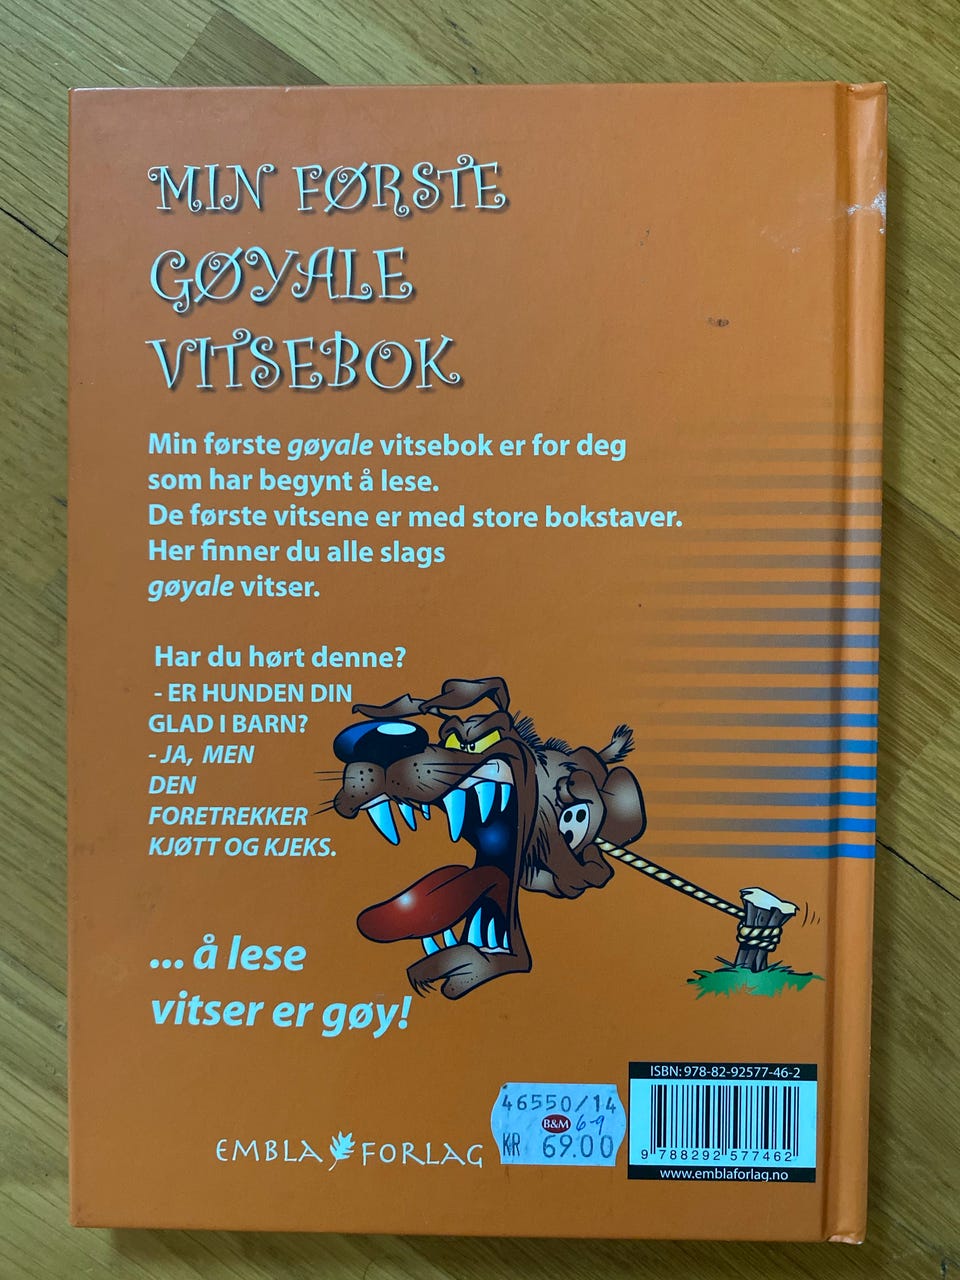 MIN FØRSTE
GØYALE
VITSEBOK
Min første gøyale vitsebok er for deg
som har begynt å lese.
De første vitsene er med store bokstaver.
Her finner du alle slags
gøyale vitser.
Har du hørt denne?
- ER HUNDEN DIN
GLAD I BARN?
- JA, MEN
DEN
FORETREKKER
KJØTT OG KJEKS.
... å lese
vitser er gøy!
EMBLA FORLAG
46550/14
B&M 6-9
KR 69.00
ISBN: 978-82-92577-46-2
9 788292 577462
www.emblaforlag.no